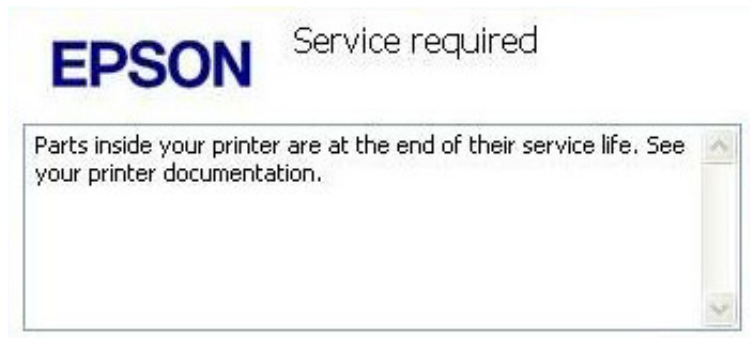 EPSON
Service required
Parts inside your printer are at the end of their service life. See
your printer documentation.